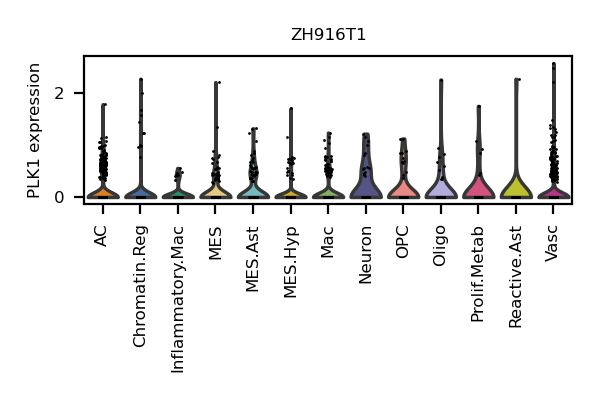 ZH916T1
PLK1 expression
2
0
AC
Chromatin.Reg
Inflammatory.Mac
MES
MES.Ast
MES.Hyp
Mac
Neuron
OPC
Oligo
Prolif.Metab
Reactive.Ast
Vasc